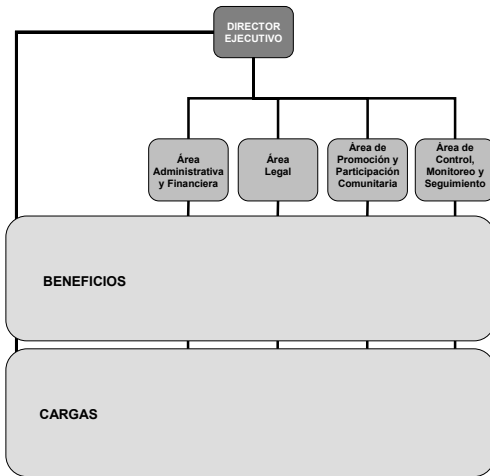 DIRECTOR
EJECUTIVO
Área
Administrativa
y Financiera
Área
Legal
Área de
Promoción y
Participación
Comunitaria
Área de
Control,
Monitoreo y
Seguimiento
BENEFICIOS
CARGAS